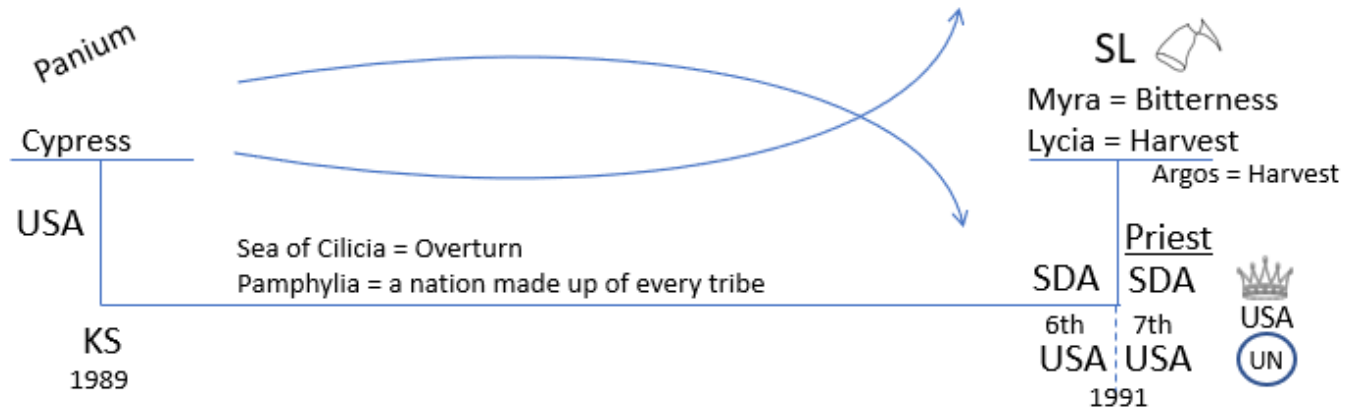 Panium
Cypress
USA
Sea of Cilicia = Overturn
Pamphylia = a nation made up of every tribe
KS
1989
SL
Myra = Bitterness
Lycia = Harvest
Argos = Harvest
Priest
SDA SDA
6th 7th
USA USA
1991
USA
UN